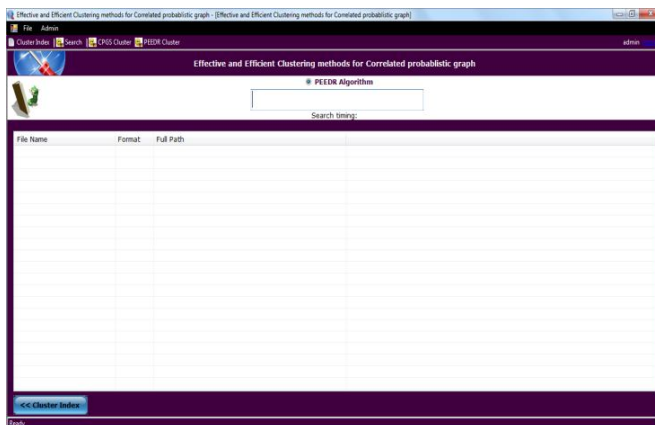 Effective and Efficient Clustering methods for Correlated probablistic graph - [Effective and Efficient Clustering methods for Correlated probablistic graph]
File Admin
Cluster Index Search CPGS Cluster PEEDR Cluster admin
Effective and Efficient Clustering methods for Correlated probablistic graph
PEEDR Algorithm
Search timing:
File Name Format Full Path
<< Cluster Index
Ready